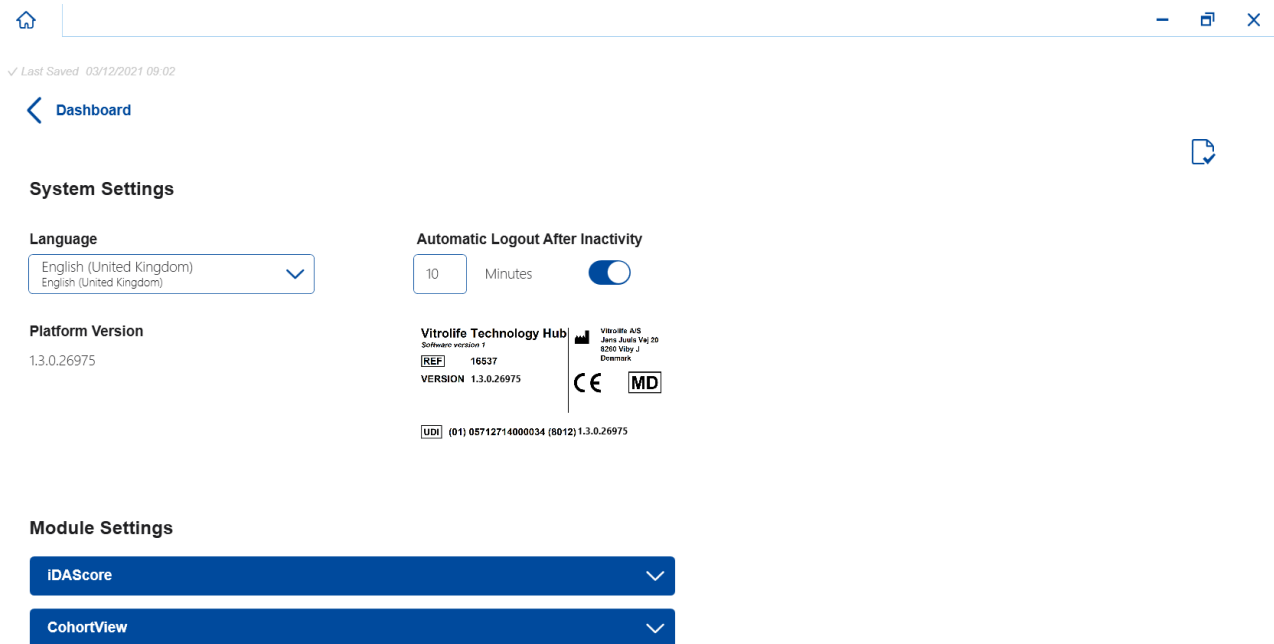 Last Saved 03/12/2021 09:02
Dashboard
System Settings
Language
English (United Kingdom)
English (United Kingdom)
Automatic Logout After Inactivity
10 Minutes
Platform Version
1.3.0.26975
Vitrolife Technology Hub
Software version 1
REF 16537
VERSION 1.3.0.26975
Vitrolife A/S
Jens Juuls Vej 20
8260 Viby J
Denmark
CE MD
UDI (01) 05712714000034 (8012) 1.3.0.26975
Module Settings
iDAScore
CohortView